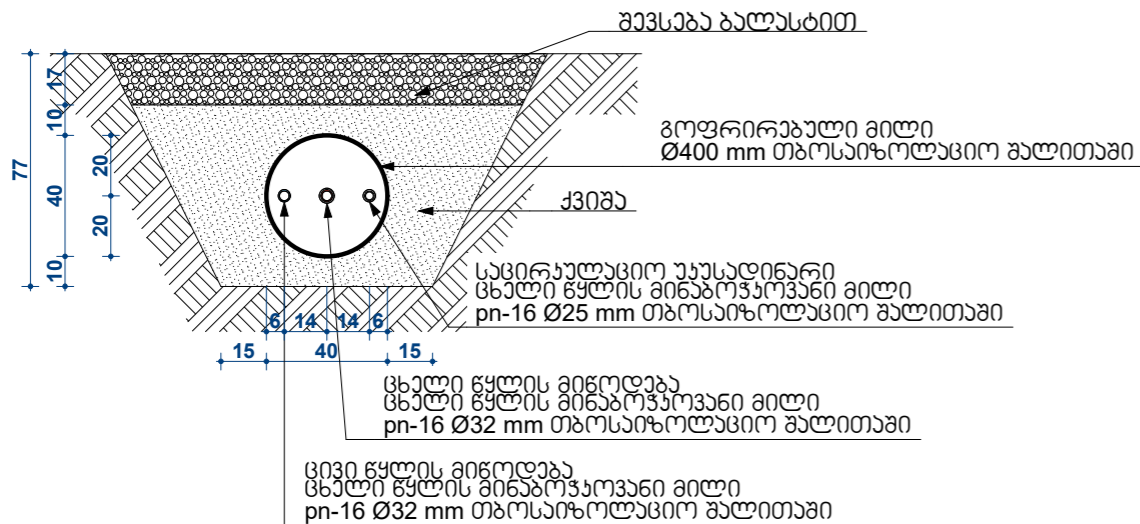 შევსება ბალასტით
17
10
77
40
10
20
20
გოფრირებული მილი
Ø400 mm თბოსაიზოლაციო შალითაში
ქვიშა
საცირკულაციო უკუსადინარი
ცხელი წყლის მინაბოჭკოვანი მილი
pn-16 Ø25 mm თბოსაიზოლაციო შალითაში
6 14 14 6
15 40 15
ცხელი წყლის მიწოდება
ცხელი წყლის მინაბოჭკოვანი მილი
pn-16 Ø32 mm თბოსაიზოლაციო შალითაში
ცივი წყლის მიწოდება
ცხელი წყლის მინაბოჭკოვანი მილი
pn-16 Ø32 mm თბოსაიზოლაციო შალითაში